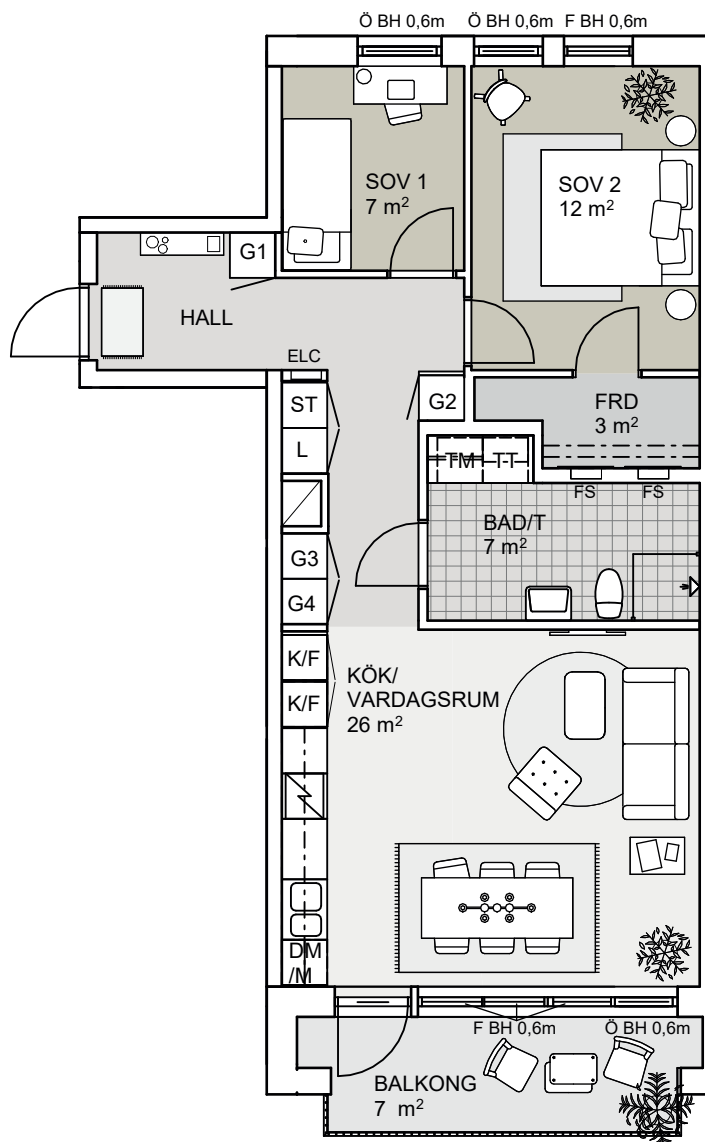 Ö BH 0,6m
Ö BH 0,6m
F BH 0,6m
SOV 1
7 m²
SOV 2
12 m²
G1
HALL
ELC
ST
G2
FRD
3 m²
L
TM
TT
FS
FS
BAD/T
7 m²
G3
G4
K/F
K/F
KÖK/
VARDAGSRUM
26 m²
DM
/M
F BH 0,6m
Ö BH 0,6m
BALKONG
7 m²